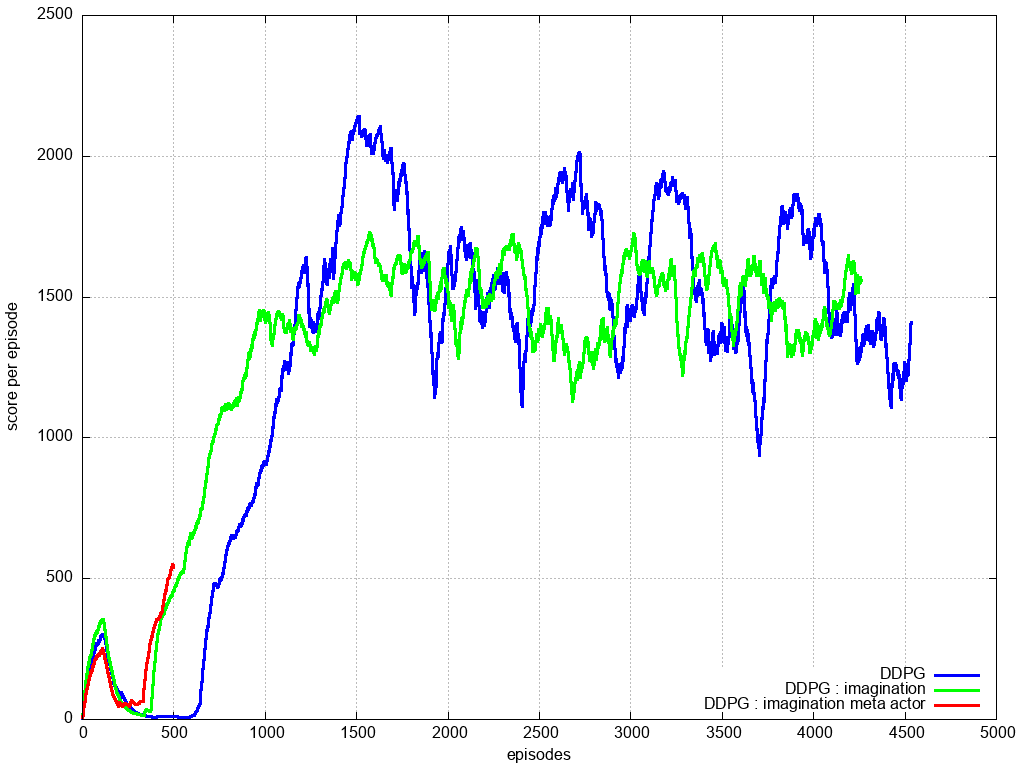 2500
2000
1500
1000
500
0
score per episode
0 500 1000 1500 2000 2500 3000 3500 4000 4500 5000
episodes
DDPG
DDPG : imagination
DDPG : imagination meta actor